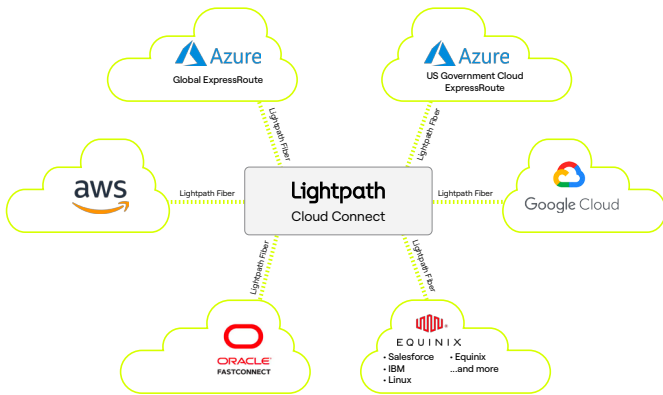 Azure
Global ExpressRoute
Azure
US Government Cloud
ExpressRoute
Lightpath Fiber
Lightpath Fiber
aws
Lightpath Fiber
Lightpath
Cloud Connect
Lightpath Fiber
Google Cloud
Lightpath Fiber
Lightpath Fiber
ORACLE
FASTCONNECT
EQUINIX
• Salesforce • Equinix
• IBM ...and more
• Linux